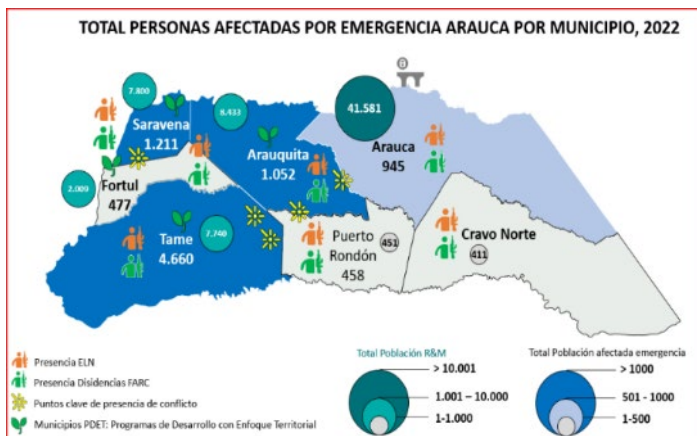 TOTAL PERSONAS AFECTADAS POR EMERGENCIA ARAUCA POR MUNICIPIO, 2022
7.800
8.433
41.581
Saravena
1.211
Arauquita
1.052
Arauca
945
2.009
Fortul
477
Tame
4.660
7.740
Puerto
Rondón
458
451
Cravo Norte
411
Presencia ELN
Presencia Disidencias FARC
Puntos clave de presencia de conflicto
Municipios PDET: Programas de Desarrollo con Enfoque Territorial
Total Población R&M
> 10.001
1.001 – 10.000
1-1.000
Total Población afectada emergencia
> 1000
501 - 1000
1-500